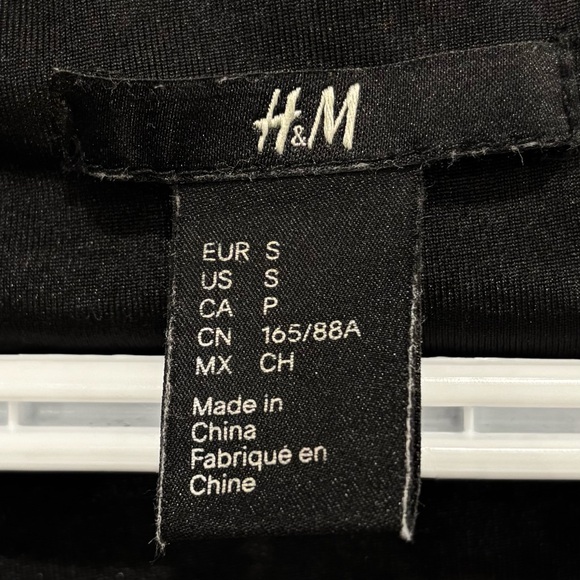 H&M
EUR S
US S
CA P
CN 165/88A
MX CH
Made in
China
Fabriqué en
Chine